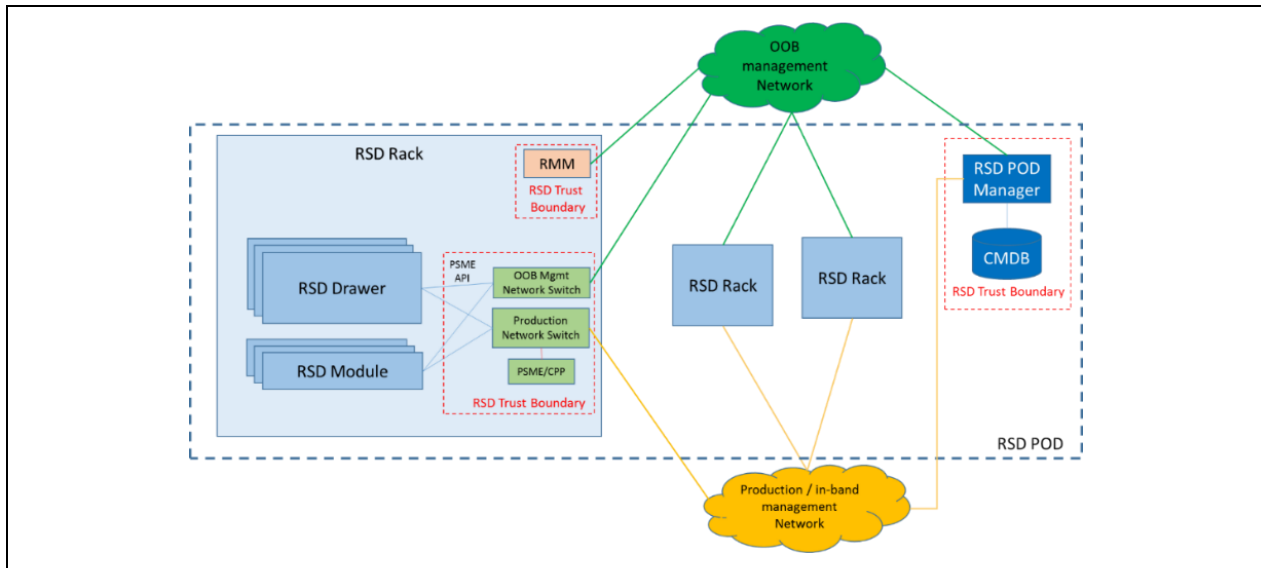 OOB
management
Network
RSD Rack
RMM
RSD Trust
Boundary
RSD POD
Manager
CMDB
RSD Trust Boundary
PSME
API
OOB Mgmt
Network Switch
RSD Drawer
Production
Network Switch
RSD Module
PSME/CPP
RSD Trust Boundary
RSD Rack
RSD Rack
RSD POD
Production / in-band
management
Network